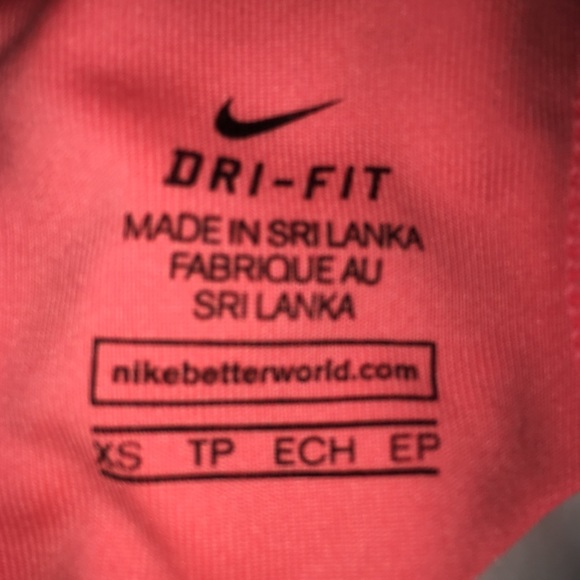 DRI-FIT
MADE IN SRI LANKA
FABRIQUE AU
SRI LANKA
nikebetterworld.com
XS TP ECH EP